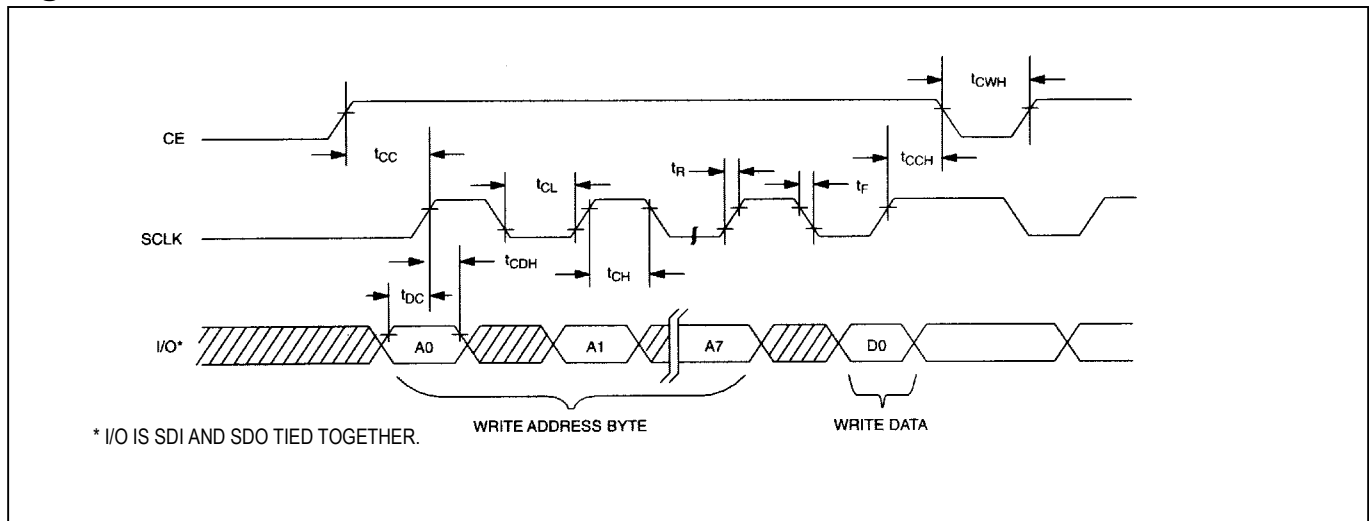 tCWH
CE
tCC
tCCH
tR
tF
tCL
SCLK
tCDH
tCH
tDC
I/O*
A0
A1
A7
D0
WRITE ADDRESS BYTE
WRITE DATA
* I/O IS SDI AND SDO TIED TOGETHER.